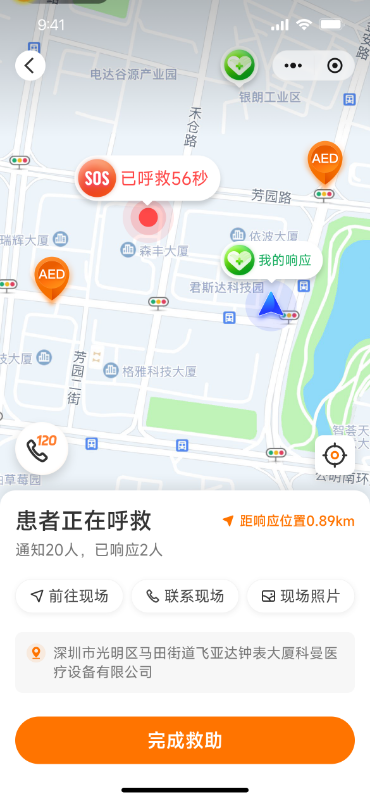 9:41
电达谷源产业园
银朗工业区
禾仓路
AED
SOS 已呼救56秒
芳园路
瑞辉大厦
森丰大厦
依波大厦
我的响应
AED
君斯达科技园
芳园二街
技大厦
格雅科技大厦
120
智荟天
白草莓园
公明南环
患者正在呼救
距响应位置0.89km
通知20人，已响应2人
前往现场
联系现场
现场照片
深圳市光明区马田街道飞亚达钟表大厦科曼医
疗设备有限公司
完成救助